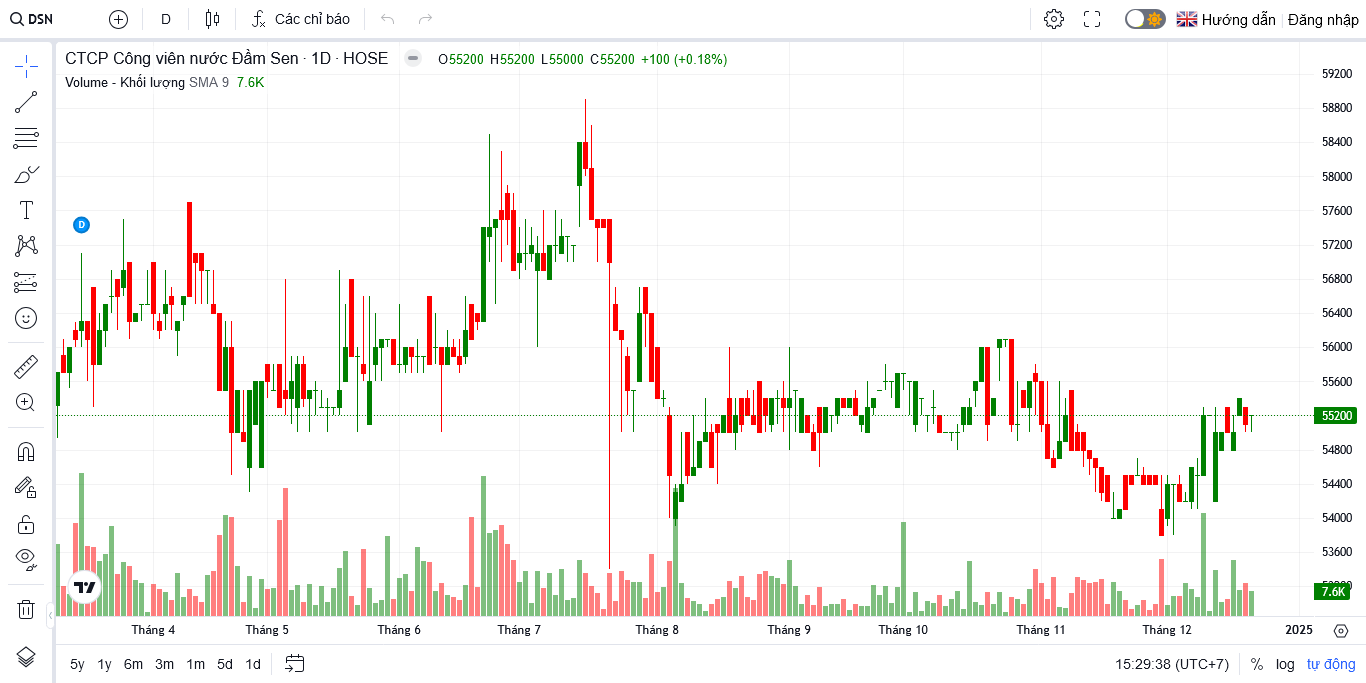 DSN D Các chỉ báo Hướng dẫn Đăng nhập
CTCP Công viên nước Đầm Sen · 1D · HOSE O55200 H55200 L55000 C55200 +100 (+0.18%)
Volume - Khối lượng SMA 9 7.6K
D
59200
58800
58400
58000
57600
57200
56800
56400
56000
55600
55200
54800
54400
54000
53600
7.6K
Tháng 4 Tháng 5 Tháng 6 Tháng 7 Tháng 8 Tháng 9 Tháng 10 Tháng 11 Tháng 12 2025
5y 1y 6m 3m 1m 5d 1d 15:29:38 (UTC+7) % log tự động